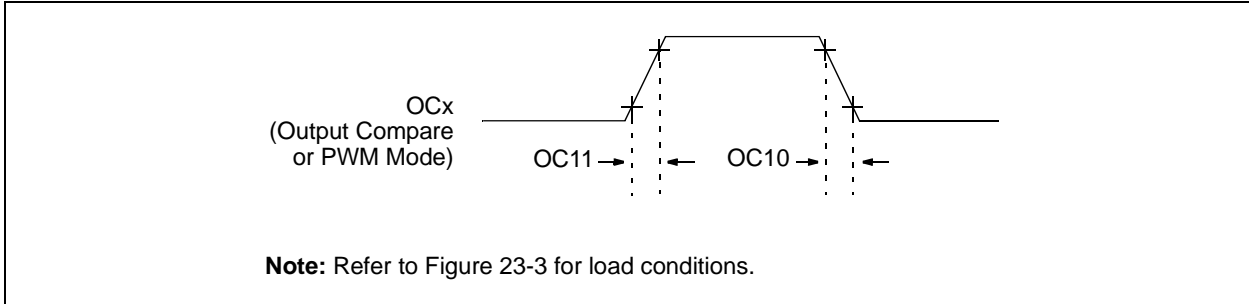 OCx
(Output Compare
or PWM Mode)
OC11
OC10
Note: Refer to Figure 23-3 for load conditions.